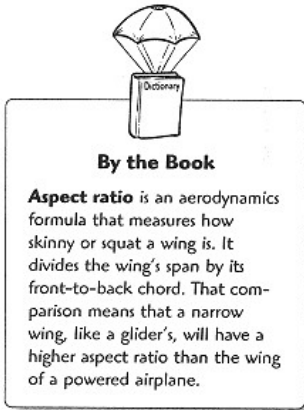 Dictionary
By the Book
Aspect ratio is an aerodynamics
formula that measures how
skinny or squat a wing is. It
divides the wing's span by its
front-to-back chord. That com-
parison means that a narrow
wing, like a glider's, will have a
higher aspect ratio than the wing
of a powered airplane.